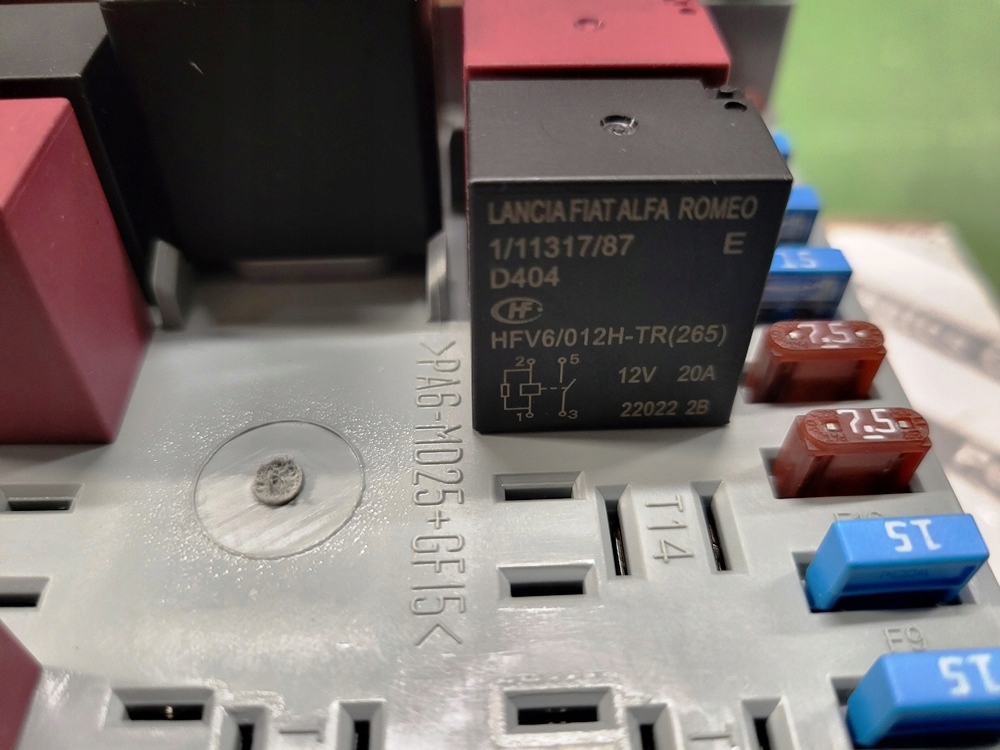 LANCIA FIAT ALFA ROMEO
1/11317/87 E
D404
HF
HFV6/012H-TR(265)
2 5
12V 20A
1 3
22022 2B
>PA6-MD25+GF15<
T14
15
7.5
7.5
15
F9
15